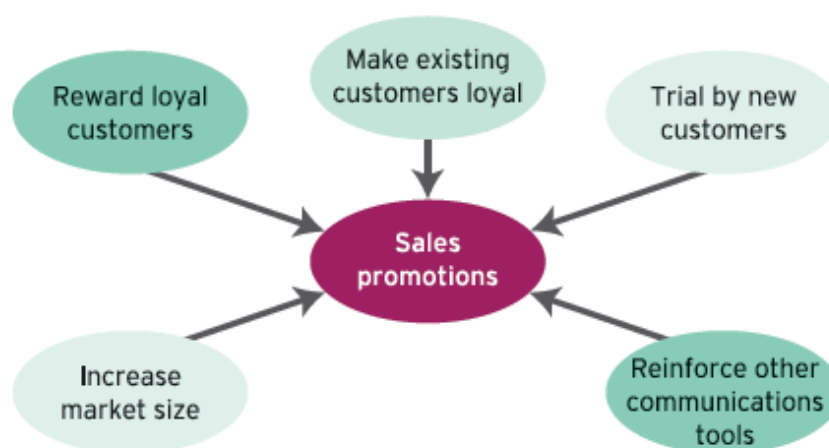 Make existing
customers loyal
Reward loyal
customers
Trial by new
customers
Sales
promotions
Increase
market size
Reinforce other
communications
tools